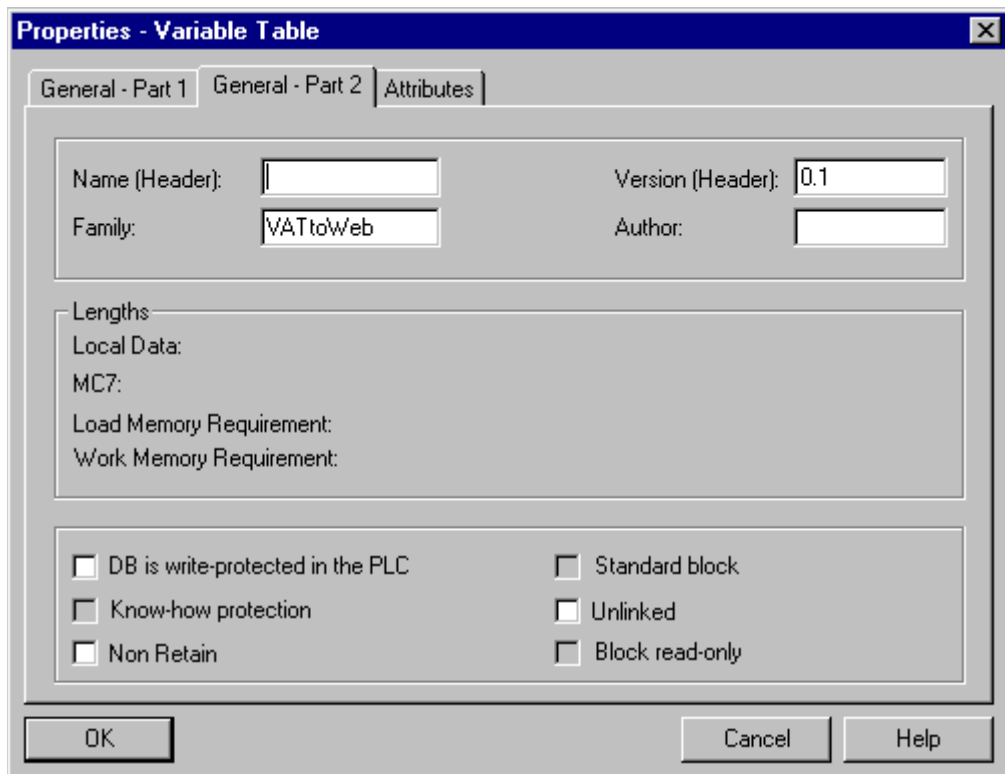 Properties - Variable Table
General - Part 1 General - Part 2 Attributes
Name (Header): Version (Header): 0.1
Family: VATtoWeb Author:
Lengths
Local Data:
MC7:
Load Memory Requirement:
Work Memory Requirement:
DB is write-protected in the PLC Standard block
Know-how protection Unlinked
Non Retain Block read-only
OK Cancel Help